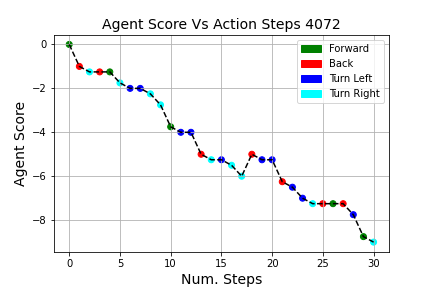 Agent Score Vs Action Steps 4072
Agent Score
0
−2
−4
−6
−8
Forward
Back
Turn Left
Turn Right
0 5 10 15 20 25 30
Num. Steps